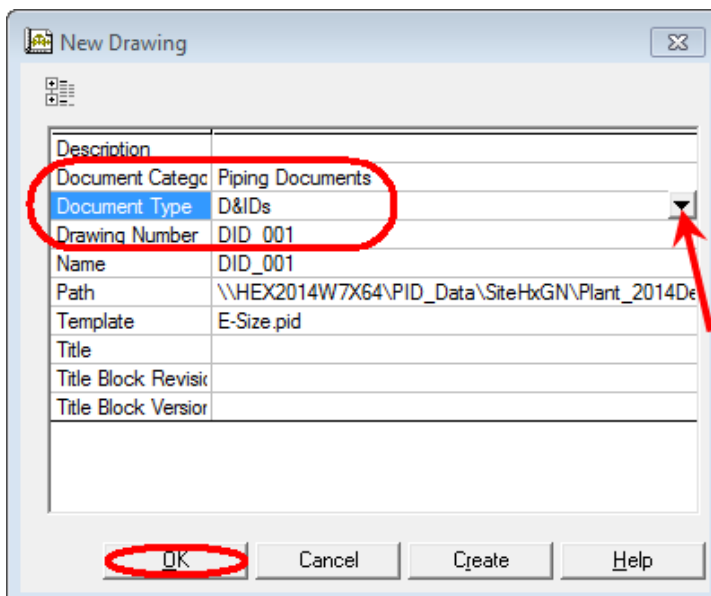 New Drawing
Description
Document Catego Piping Documents
Document Type D&IDs
Drawing Number DID_001
Name DID_001
Path \\HEX2014W7X64\PID_Data\SiteHxGN\Plant_2014De
Template E-Size.pid
Title
Title Block Revisio
Title Block Version
OK Cancel Create Help